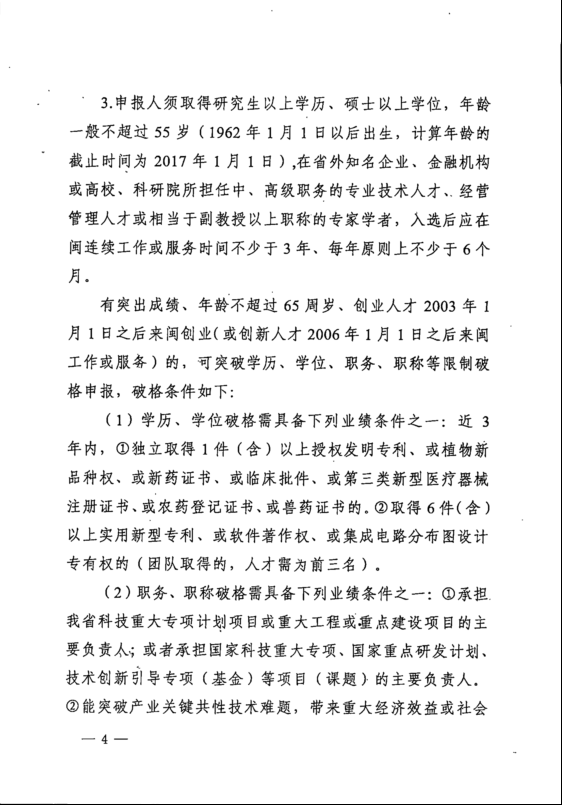 3.申报人须取得研究生以上学历、硕士以上学位，年龄
一般不超过 55 岁（1962 年 1 月 1 日以后出生，计算年龄的
截止时间为 2017 年 1 月 1 日）,在省外知名企业、金融机构
或高校、科研院所担任中、高级职务的专业技术人才、经营
管理人才或相当于副教授以上职称的专家学者，入选后应在
闽连续工作或服务时间不少于 3 年、每年原则上不少于 6 个
月。
有突出成绩、年龄不超过 65 周岁、创业人才 2003 年 1
月 1 日之后来闽创业（或创新人才 2006 年 1 月 1 日之后来闽
工作或服务）的，可突破学历、学位、职务、职称等限制破
格申报，破格条件如下：
（1）学历、学位破格需具备下列业绩条件之一：近 3
年内，①独立取得 1 件（含）以上授权发明专利、或植物新
品种权、或新药证书、或临床批件、或第三类新型医疗器械
注册证书、或农药登记证书、或兽药证书的。②取得 6 件（含）
以上实用新型专利、或软件著作权、或集成电路分布图设计
专有权的（团队取得的，人才需为前三名）。
（2）职务、职称破格需具备下列业绩条件之一：①承担
我省科技重大专项计划项目或重大工程或重点建设项目的主
要负责人；或者承担国家科技重大专项、国家重点研发计划、
技术创新引导专项（基金）等项目（课题）的主要负责人。
②能突破产业关键共性技术难题，带来重大经济效益或社会
— 4 —